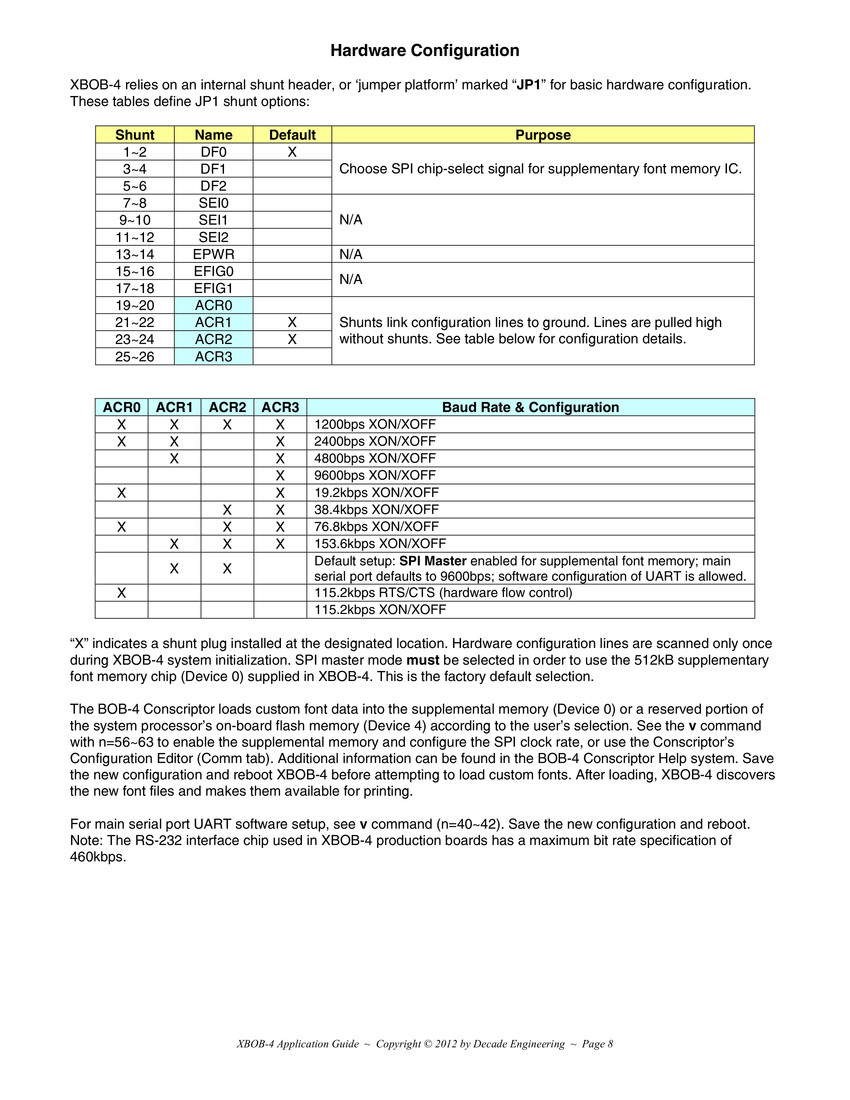 Hardware Configuration
XBOB-4 relies on an internal shunt header, or ‘jumper platform’ marked “JP1” for basic hardware configuration.
These tables define JP1 shunt options:
Shunt Name Default Purpose
1~2 DF0 X
3~4 DF1 Choose SPI chip-select signal for supplementary font memory IC.
5~6 DF2
7~8 SEI0
9~10 SEI1 N/A
11~12 SEI2
13~14 EPWR N/A
15~16 EFIG0
N/A
17~18 EFIG1
19~20 ACR0
21~22 ACR1 X Shunts link configuration lines to ground. Lines are pulled high
23~24 ACR2 X without shunts. See table below for configuration details.
25~26 ACR3
ACR0 ACR1 ACR2 ACR3 Baud Rate & Configuration
X X X X 1200bps XON/XOFF
X X X 2400bps XON/XOFF
X X 4800bps XON/XOFF
X 9600bps XON/XOFF
X X 19.2kbps XON/XOFF
X X 38.4kbps XON/XOFF
X X X 76.8kbps XON/XOFF
X X X 153.6kbps XON/XOFF
X X Default setup: SPI Master enabled for supplemental font memory; main
serial port defaults to 9600bps; software configuration of UART is allowed.
X 115.2kbps RTS/CTS (hardware flow control)
115.2kbps XON/XOFF
“X” indicates a shunt plug installed at the designated location. Hardware configuration lines are scanned only once
during XBOB-4 system initialization. SPI master mode must be selected in order to use the 512kB supplementary
font memory chip (Device 0) supplied in XBOB-4. This is the factory default selection.
The BOB-4 Conscriptor loads custom font data into the supplemental memory (Device 0) or a reserved portion of
the system processor’s on-board flash memory (Device 4) according to the user’s selection. See the v command
with n=56~63 to enable the supplemental memory and configure the SPI clock rate, or use the Conscriptor’s
Configuration Editor (Comm tab). Additional information can be found in the BOB-4 Conscriptor Help system. Save
the new configuration and reboot XBOB-4 before attempting to load custom fonts. After loading, XBOB-4 discovers
the new font files and makes them available for printing.
For main serial port UART software setup, see v command (n=40~42). Save the new configuration and reboot.
Note: The RS-232 interface chip used in XBOB-4 production boards has a maximum bit rate specification of
460kbps.
XBOB-4 Application Guide ~ Copyright © 2012 by Decade Engineering ~ Page 8